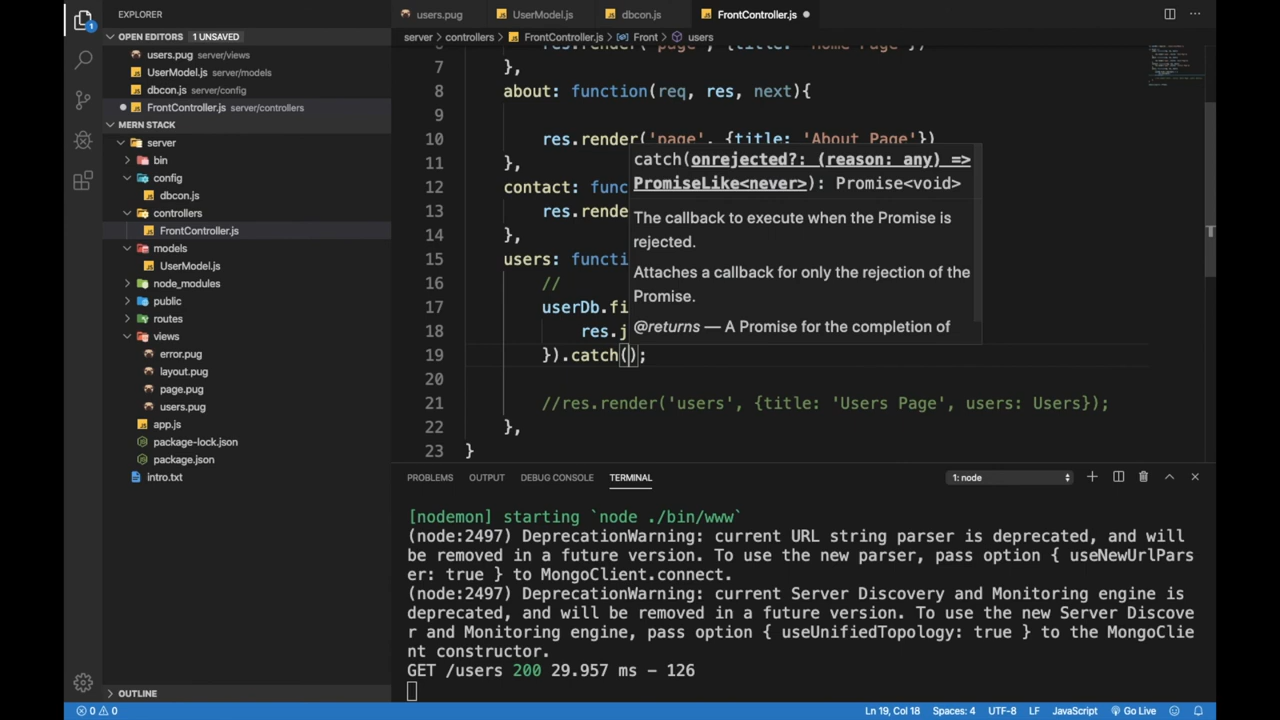 EXPLORER
OPEN EDITORS 1 UNSAVED
users.pug server/views
UserModel.js server/models
dbcon.js server/config
FrontController.js server/controllers
MERN STACK
server
bin
config
dbcon.js
controllers
FrontController.js
models
UserModel.js
node_modules
public
routes
views
error.pug
layout.pug
page.pug
users.pug
app.js
package-lock.json
package.json
intro.txt
OUTLINE
users.pug UserModel.js dbcon.js FrontController.js
server controllers FrontController.js Front users
7 },
8 about: function(req, res, next){
9
10 res.render('page', {title: 'About Page'})
11 },
12 contact: func
13 res.rende
14 },
15 users: functi
16 //
17 userDb.fi
18 res.j
19 }).catch();
20
21 //res.render('users', {title: 'Users Page', users: Users});
22 },
23 }
catch(onrejected?: (reason: any) =>
PromiseLike<never>): Promise<void>
The callback to execute when the Promise is
rejected.
Attaches a callback for only the rejection of the
Promise.
@returns — A Promise for the completion of
PROBLEMS OUTPUT DEBUG CONSOLE TERMINAL 1: node
[nodemon] starting `node ./bin/www`
(node:2497) DeprecationWarning: current URL string parser is deprecated, and will
be removed in a future version. To use the new parser, pass option { useNewUrlPars
er: true } to MongoClient.connect.
(node:2497) DeprecationWarning: current Server Discovery and Monitoring engine is
deprecated, and will be removed in a future version. To use the new Server Discove
r and Monitoring engine, pass option { useUnifiedTopology: true } to the MongoClie
nt constructor.
GET /users 200 29.957 ms - 126
0 0 Ln 19, Col 18 Spaces: 4 UTF-8 LF JavaScript Go Live